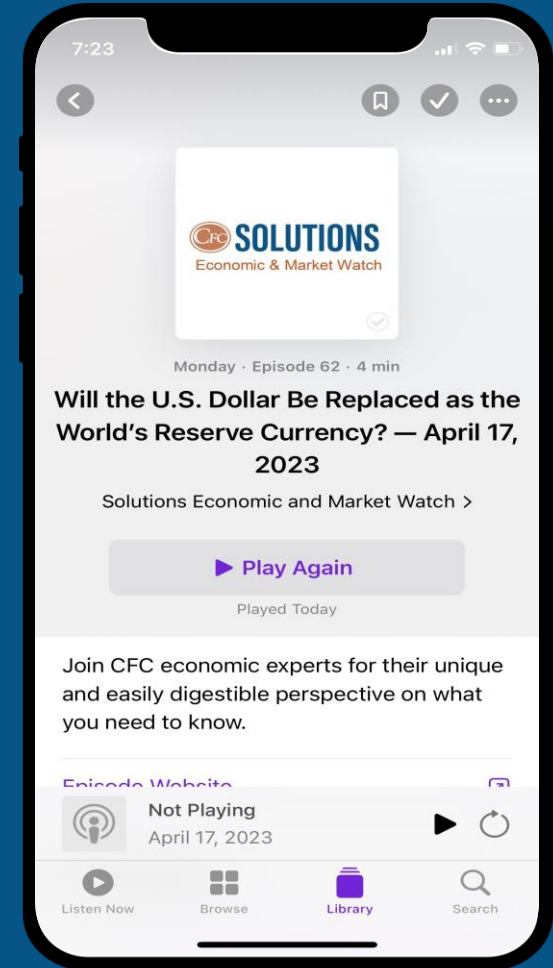 7:23
CFC SOLUTIONS
Economic & Market Watch
Monday · Episode 62 · 4 min
Will the U.S. Dollar Be Replaced as the
World's Reserve Currency? — April 17,
2023
Solutions Economic and Market Watch >
Play Again
Played Today
Join CFC economic experts for their unique
and easily digestible perspective on what
you need to know.
Episode Website
Not Playing
April 17, 2023
Listen Now Browse Library Search